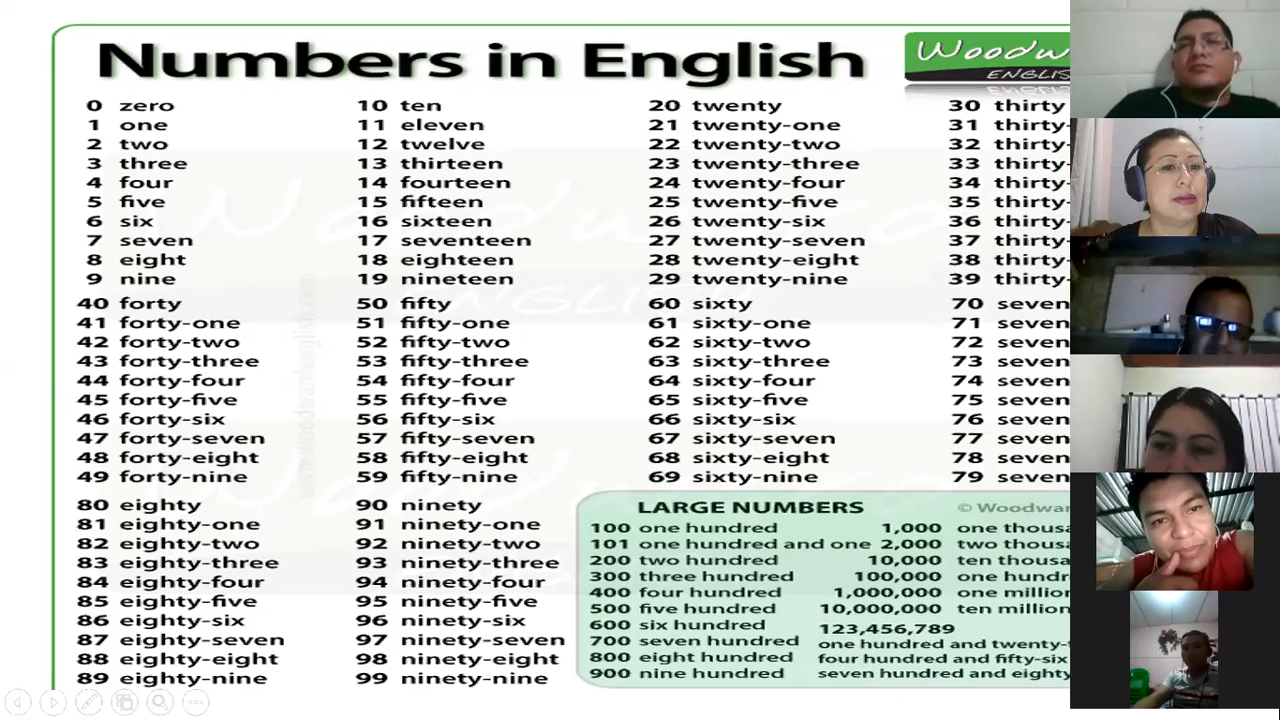 Numbers in English
Woodw
ENGLIS
0 zero 10 ten 20 twenty 30 thirty
1 one 11 eleven 21 twenty-one 31 thirty-
2 two 12 twelve 22 twenty-two 32 thirty-
3 three 13 thirteen 23 twenty-three 33 thirty-
4 four 14 fourteen 24 twenty-four 34 thirty-
5 five 15 fifteen 25 twenty-five 35 thirty-
6 six 16 sixteen 26 twenty-six 36 thirty-
7 seven 17 seventeen 27 twenty-seven 37 thirty-
8 eight 18 eighteen 28 twenty-eight 38 thirty-
9 nine 19 nineteen 29 twenty-nine 39 thirty-
40 forty 50 fifty 60 sixty 70 seven
41 forty-one 51 fifty-one 61 sixty-one 71 seven
42 forty-two 52 fifty-two 62 sixty-two 72 seven
43 forty-three 53 fifty-three 63 sixty-three 73 seven
44 forty-four 54 fifty-four 64 sixty-four 74 seven
45 forty-five 55 fifty-five 65 sixty-five 75 seven
46 forty-six 56 fifty-six 66 sixty-six 76 seven
47 forty-seven 57 fifty-seven 67 sixty-seven 77 seven
48 forty-eight 58 fifty-eight 68 sixty-eight 78 seven
49 forty-nine 59 fifty-nine 69 sixty-nine 79 seven
80 eighty 90 ninety
81 eighty-one 91 ninety-one
82 eighty-two 92 ninety-two
83 eighty-three 93 ninety-three
84 eighty-four 94 ninety-four
85 eighty-five 95 ninety-five
86 eighty-six 96 ninety-six
87 eighty-seven 97 ninety-seven
88 eighty-eight 98 ninety-eight
89 eighty-nine 99 ninety-nine
LARGE NUMBERS © Woodwar
100 one hundred 1,000 one thousa
101 one hundred and one 2,000 two thousa
200 two hundred 10,000 ten thousa
300 three hundred 100,000 one hundr
400 four hundred 1,000,000 one million
500 five hundred 10,000,000 ten million
600 six hundred 123,456,789
700 seven hundred one hundred and twenty-
800 eight hundred four hundred and fifty-six
900 nine hundred seven hundred and eighty
www.woodwardenglish.com